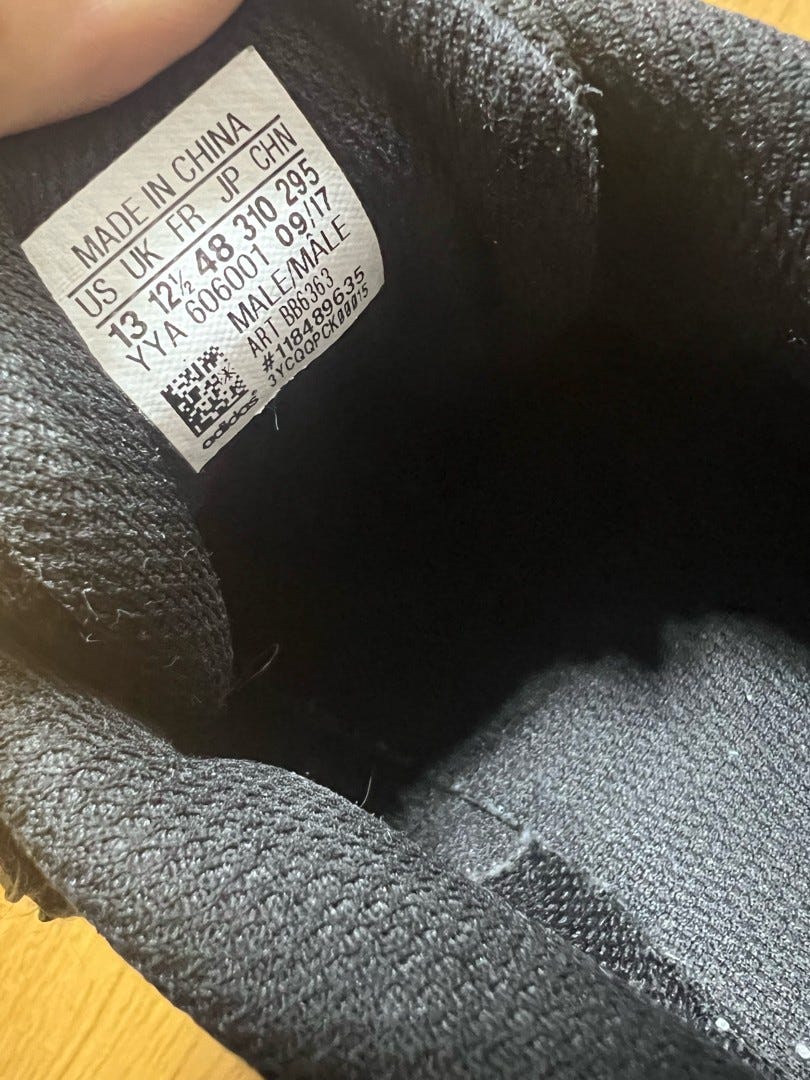 MADE IN CHINA
US UK FR JP CHN
13 12½ 48 310 295
YYA 606001 09/17
MALE/MÂLE
ART BB6363
#118489635
3YCQQPCK00015
adidas